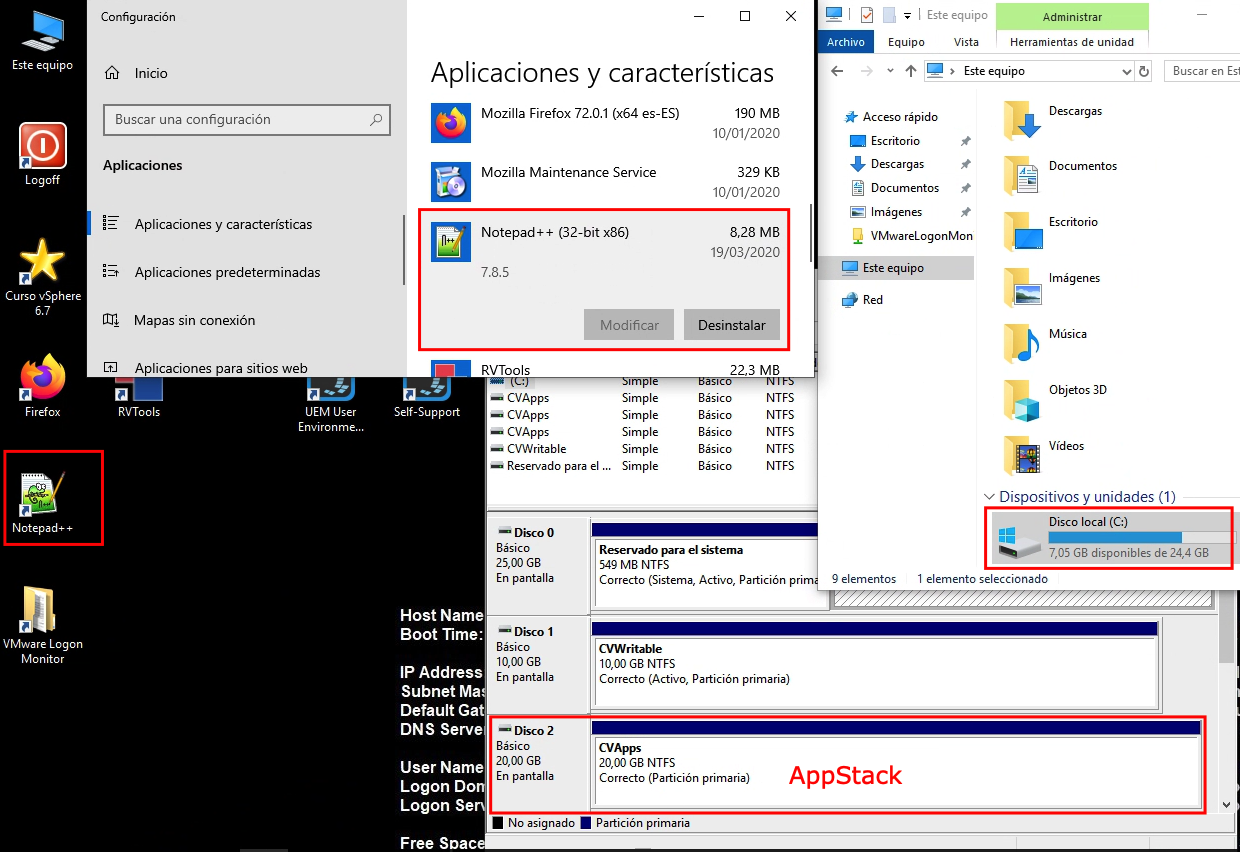 Este equipo
Logoff
Curso vSphere
6.7
Firefox
Notepad++
VMware Logon
Monitor
RVTools
UEM User
Environme...
Self-Support
Configuración
Inicio
Buscar una configuración
Aplicaciones
Aplicaciones y características
Aplicaciones predeterminadas
Mapas sin conexión
Aplicaciones para sitios web
Aplicaciones y características
Mozilla Firefox 72.0.1 (x64 es-ES) 190 MB
10/01/2020
Mozilla Maintenance Service 329 KB
10/01/2020
Notepad++ (32-bit x86) 8,28 MB
19/03/2020
7.8.5
Modificar Desinstalar
RVTools 22,3 MB
Este equipo
Administrar
Archivo Equipo Vista Herramientas de unidad
Este equipo
Buscar en Est
Acceso rápido
Escritorio
Descargas
Documentos
Imágenes
VMwareLogonMon
Este equipo
Red
Descargas
Documentos
Escritorio
Imágenes
Música
Objetos 3D
Vídeos
Dispositivos y unidades (1)
Disco local (C:)
7,05 GB disponibles de 24,4 GB
9 elementos 1 elemento seleccionado
(C:) Simple Básico NTFS
CVApps Simple Básico NTFS
CVApps Simple Básico NTFS
CVApps Simple Básico NTFS
CVWritable Simple Básico NTFS
Reservado para el ... Simple Básico NTFS
Disco 0
Básico
25,00 GB
En pantalla
Reservado para el sistema
549 MB NTFS
Correcto (Sistema, Activo, Partición prima
Disco 1
Básico
10,00 GB
En pantalla
CVWritable
10,00 GB NTFS
Correcto (Activo, Partición primaria)
Disco 2
Básico
20,00 GB
En pantalla
CVApps
20,00 GB NTFS
Correcto (Partición primaria)
AppStack
No asignado Partición primaria
Host Name
Boot Time:
IP Address
Subnet Mas
Default Gat
DNS Server
User Name
Logon Dom
Logon Serv
Free Space